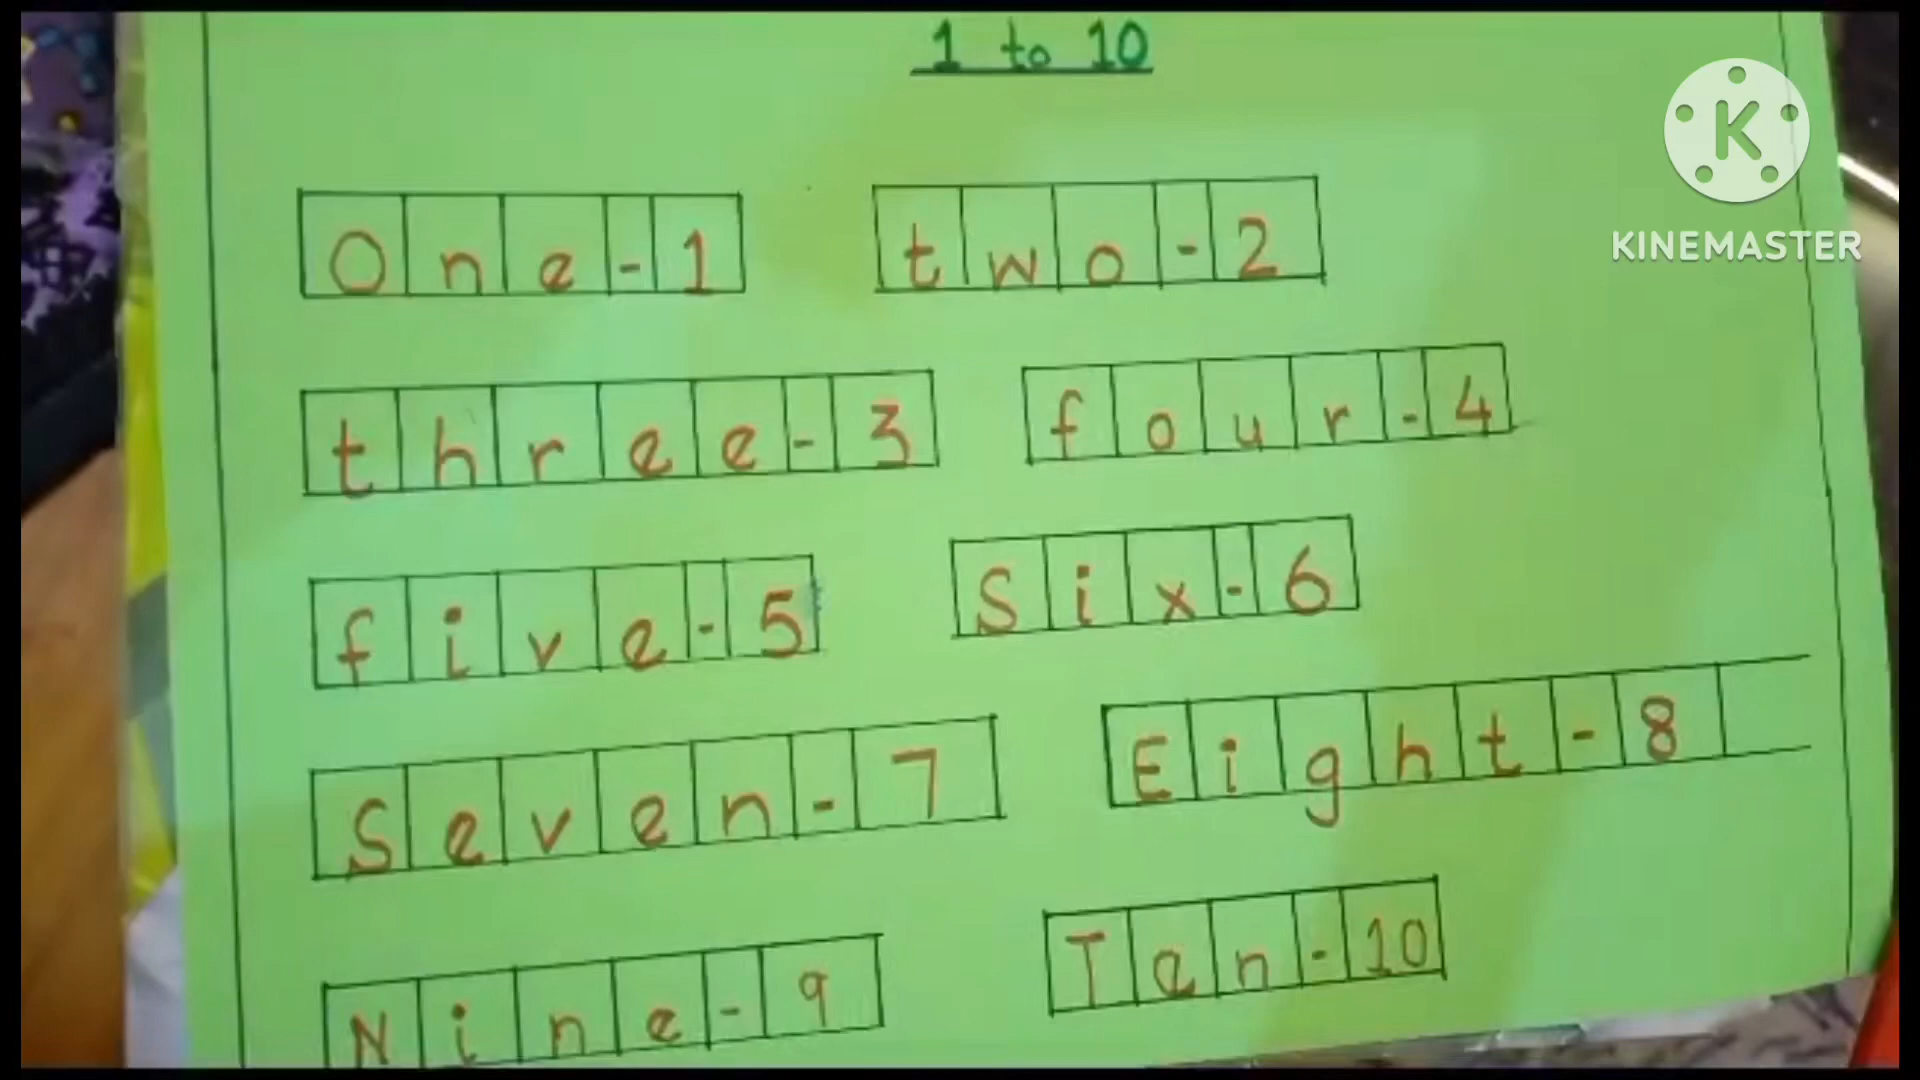 1 to 10
One-1 two-2
three-3 four-4
five-5 Six-6
Seven-7 Eight-8
Nine-9 Ten-10
K
KINEMASTER